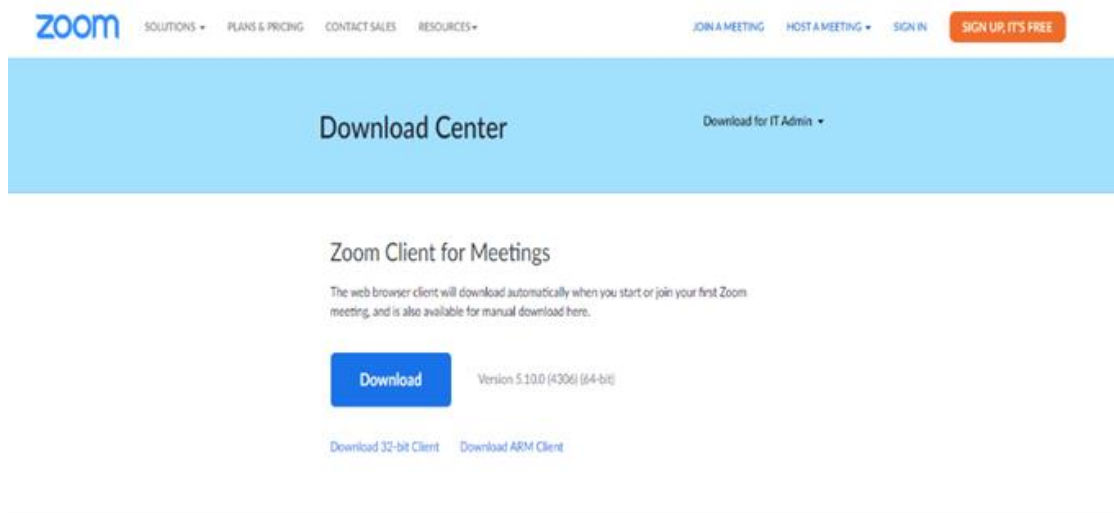 zoom SOLUTIONS PLANS & PRICING CONTACT SALES RESOURCES JOIN A MEETING HOST A MEETING SIGN IN SIGN UP, IT'S FREE
Download Center Download for IT Admin
Zoom Client for Meetings
The web browser client will download automatically when you start or join your first Zoom
meeting, and is also available for manual download here.
Download Version 5.10.0 (4306) (64-bit)
Download 32-bit Client Download ARM Client